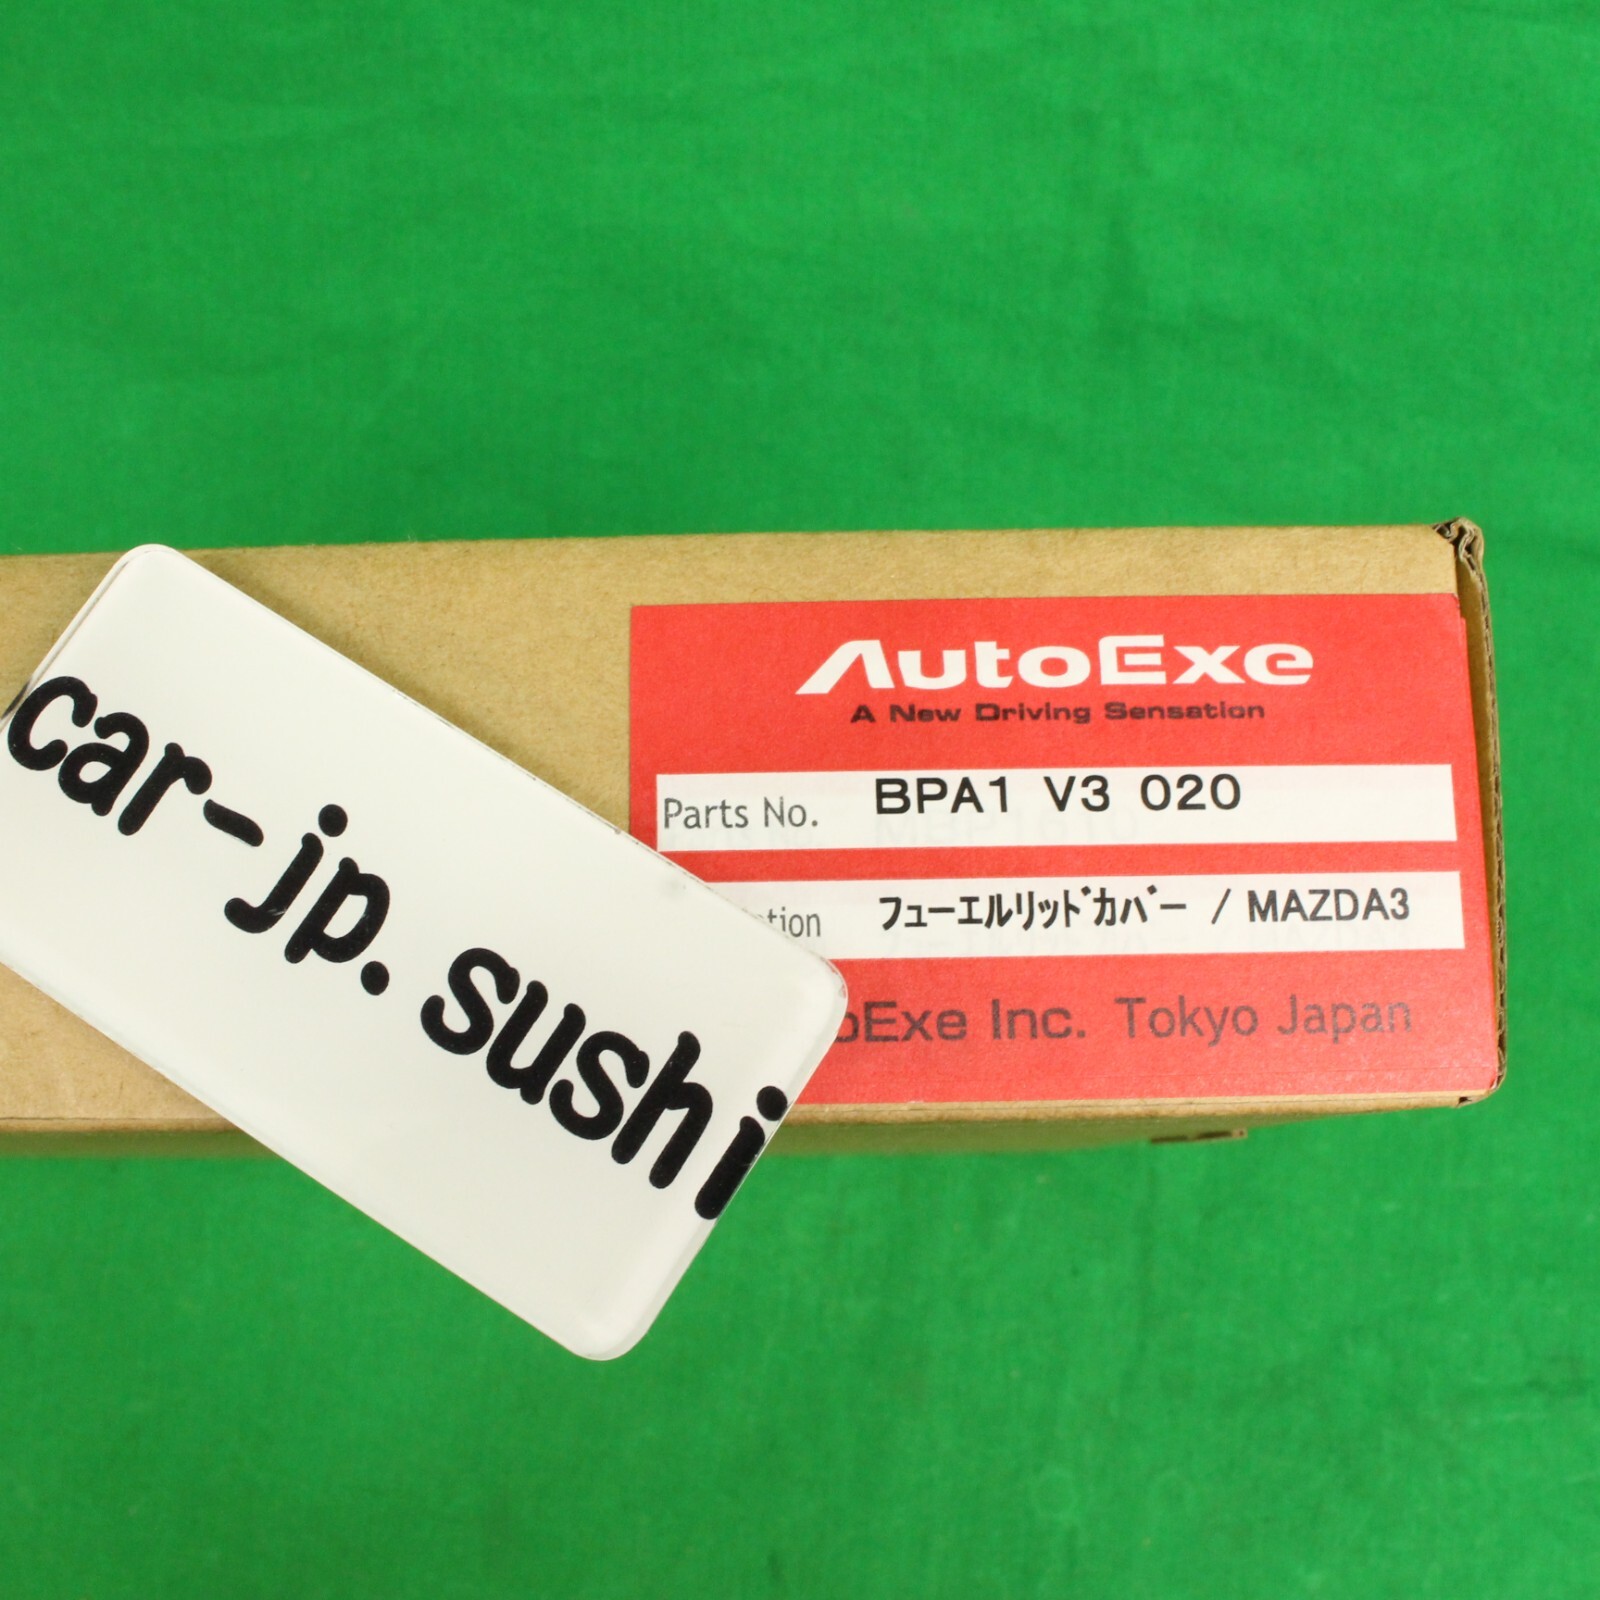 AutoExe
A New Driving Sensation
Parts No. BPA1 V3 020
フューエルリッドカバー / MAZDA3
Inc. Tokyo Japan
car-jp.sushi